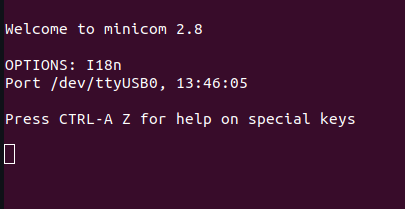 Welcome to minicom 2.8
OPTIONS: I18n
Port /dev/ttyUSB0, 13:46:05
Press CTRL-A Z for help on special keys